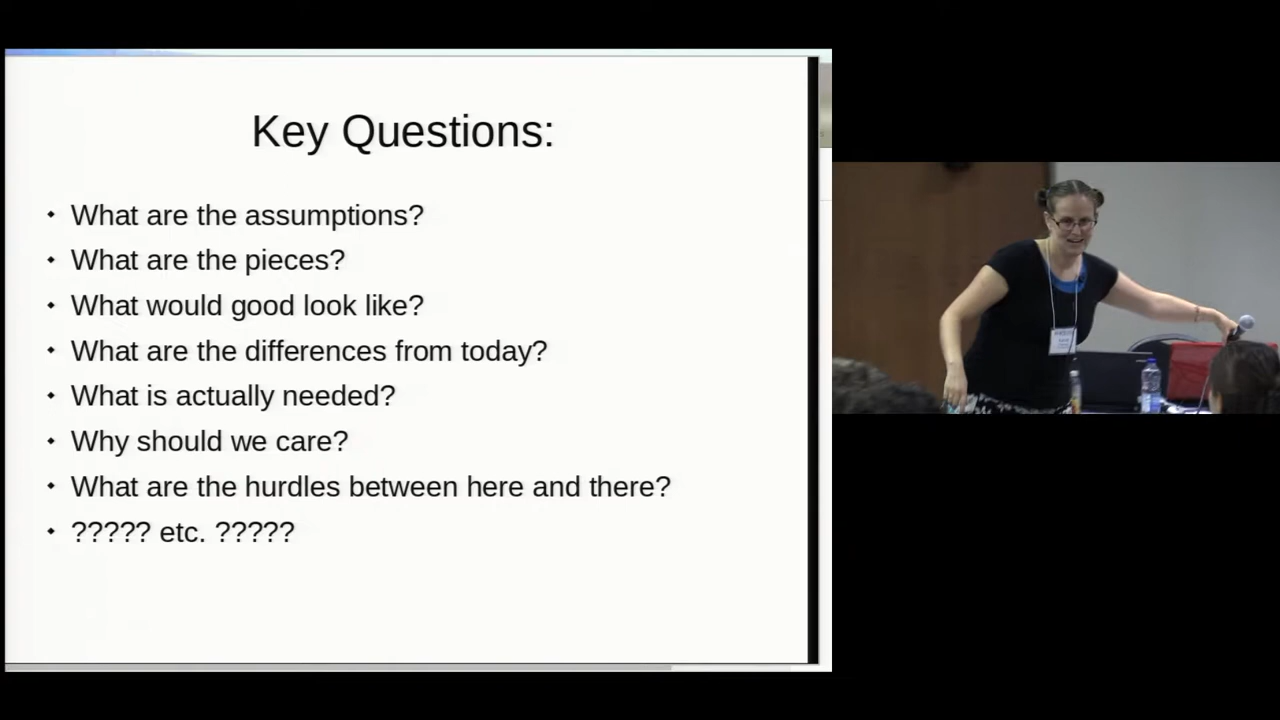 Key Questions:
What are the assumptions?
What are the pieces?
What would good look like?
What are the differences from today?
What is actually needed?
Why should we care?
What are the hurdles between here and there?
????? etc. ?????